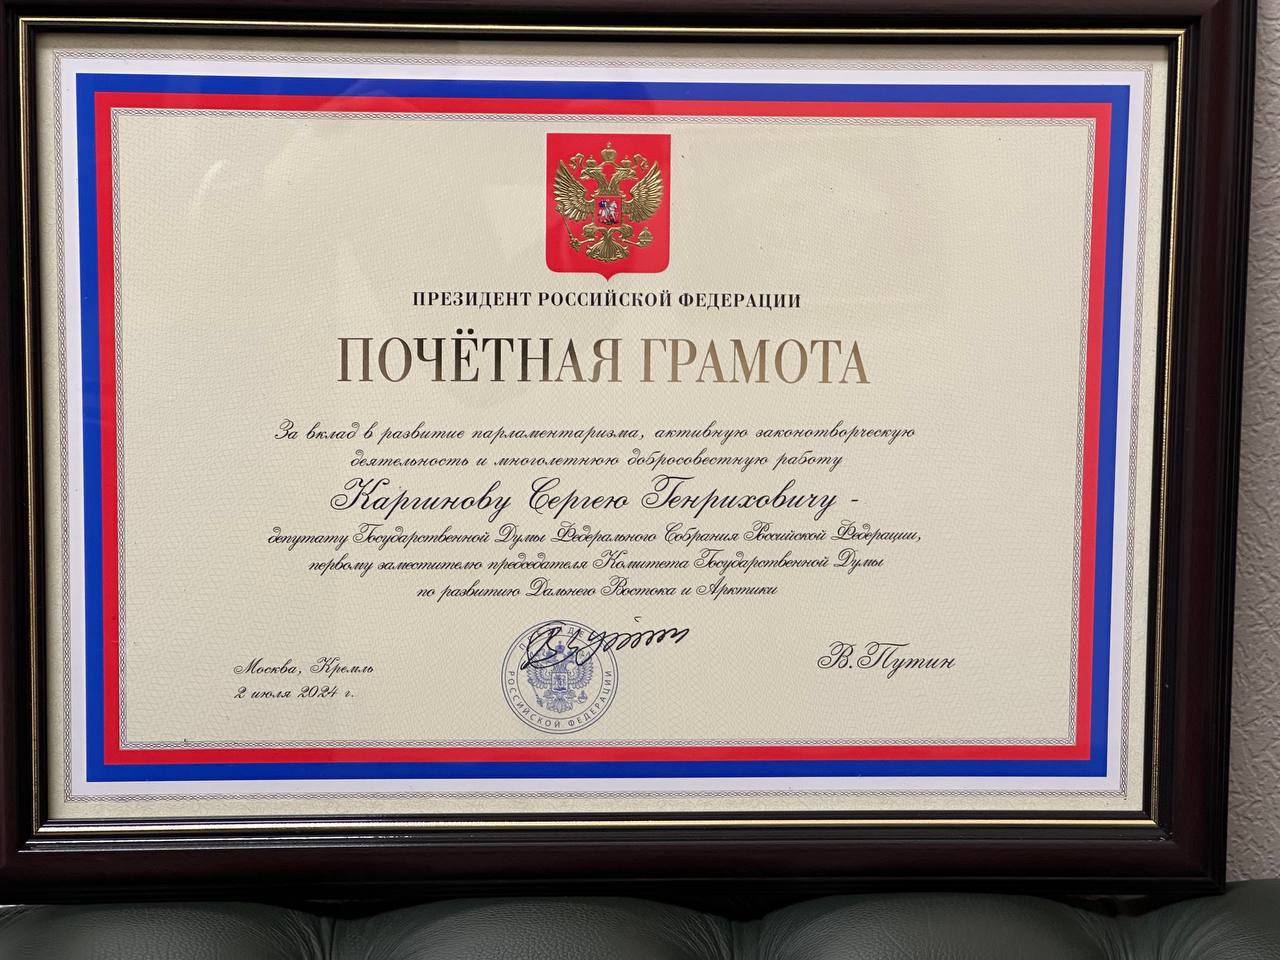 ПРЕЗИДЕНТ РОССИЙСКОЙ ФЕДЕРАЦИИ
ПОЧЁТНАЯ ГРАМОТА
За вклад в развитие парламентаризма, активную законотворческую
деятельность и многолетнюю добросовестную работу
Каргинову Сергею Генриховичу -
депутату Государственной Думы Федерального Собрания Российской Федерации,
первому заместителю председателя Комитета Государственной Думы
по развитию Дальнего Востока и Арктики
Москва, Кремль
2 июля 2024 г.
РОССИЙСКОЙ ФЕДЕРАЦИИ
В.Путин